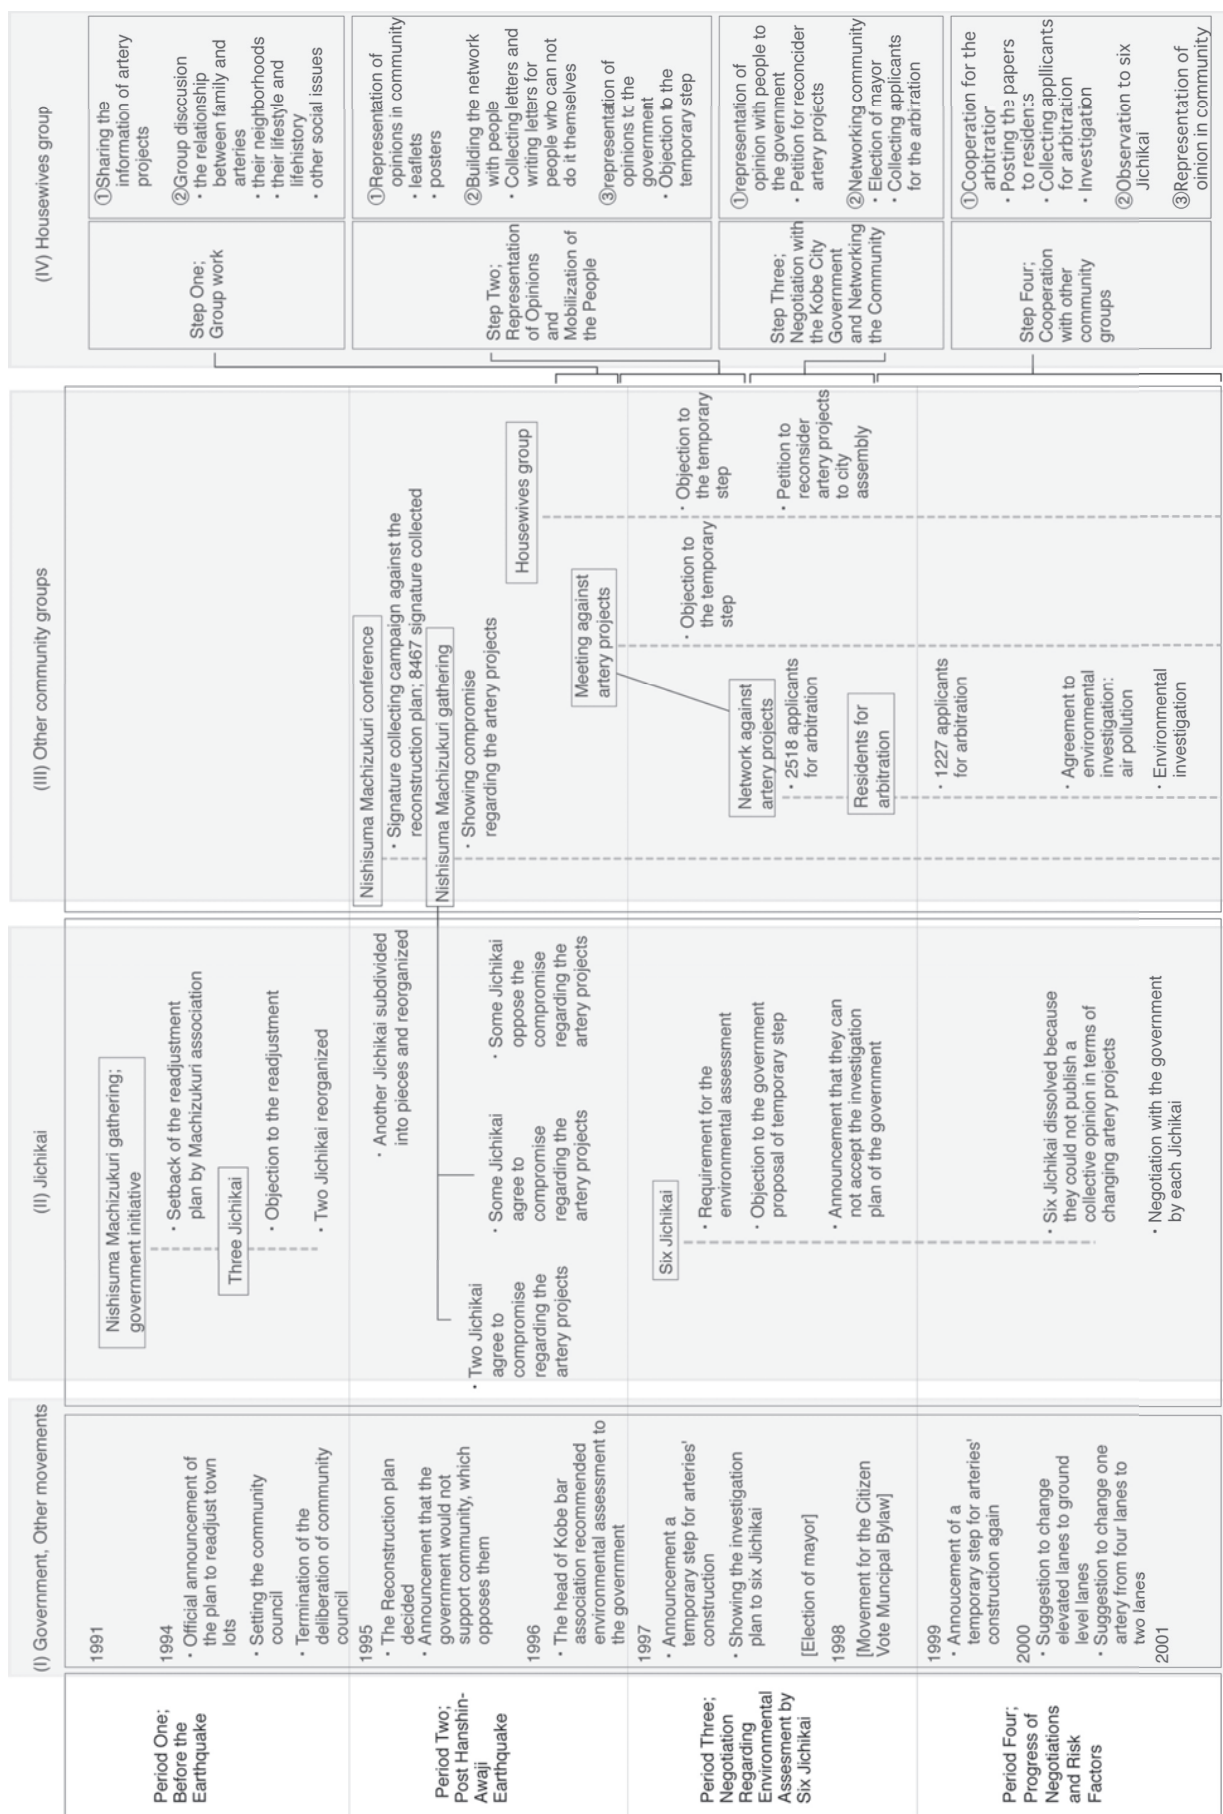 (I) Government, Other movements
(II) Jichikai
(III) Other community groups
(IV) Housewives group
Period One;
Before the
Earthquake
1991
1994
· Official announcement of
the plan to readjust town
lots
· Setting the community
council
· Termination of the
deliberation of community
council
Nishisuma Machizukuri gathering;
government initiative
· Setback of the readjustment
plan by Machizukuri association
Three Jichikai
· Objection to the readjustment
· Two Jichikai reorganized
Period Two;
Post Hanshin-
Awaji
Earthquake
1995
· The Reconstruction plan
decided
· Announcement that the
government would not
support community, which
opposes them
1996
· The head of Kobe bar
association recommended
environmental assessment to
the government
· Another Jichikai subdivided
into pieces and reorganized
· Two Jichikai
agree to
compromise
regarding the
artery projects
· Some Jichikai
agree to
compromise
regarding the
artery projects
· Some Jichikai
oppose the
compromise
regarding the
artery projects
Nishisuma Machizukuri conference
· Signature collecting campaign against the
reconstruction plan; 8467 signature collected
Nishisuma Machizukuri gathering
· Showing compromise
regarding the artery projects
Housewives group
Meeting against
artery projects
Period Three;
Negotiation
Regarding
Environmental
Assesment by
Six Jichikai
1997
· Announcement a
temporary step for arteries'
construction
· Showing the investigation
plan to six Jichikai
[Election of mayor]
1998
[Movement for the Citizen
Vote Muncipal Bylaw]
Six Jichikai
· Requirement for the
environmental assessment
· Objection to the government
proposal of temporary step
· Announcement that they can
not accept the investigation
plan of the government
· Objection to
the temporary
step
· Objection to
the temporary
step
Network against
artery projects
· 2518 applicants
for arbitration
· Petition to
reconsider
artery projects
to city
assembly
Residents for
arbitration
Period Four;
Progress of
Negotiations
and Risk
Factors
1999
· Annoucement of a
temporary step for arteries'
construction again
2000
· Suggestion to change
elevated lanes to ground
level lanes
· Suggestion to change one
artery from four lanes to
two lanes
2001
· Six Jichikai dissolved because
they could not publish a
collective opinion in terms of
changing artery projects
· Negotiation with the government
by each Jichikai
· 1227 applicants
for arbitration
· Agreement to
environmental
investigation:
air pollution
· Environmental
investigation
Step One;
Group work
①Sharing the
information of artery
projects
②Group discussion
· the relationship
between family and
arteries
· their neighborhoods
· their lifestyle and
lifehistory
· other social issues
Step Two;
Representation
of Opinions
and
Mobilization of
the People
①Representation of
opinions in community
· leaflets
· posters
②Building the network
with people
· Collecting letters and
writing letters for
people who can not
do it themselves
③representation of
opinions to the
government
· Objection to the
temporary step
Step Three;
Negotiation with
the Kobe City
Government
and Networking
the Community
①representation of
opinion with people to
the government
· Petition for reconcider
artery projects
②Networking community
· Election of mayor
· Collecting applicants
for the arbitration
Step Four;
Cooperation
with other
community
groups
①Cooperation for the
arbitratior
· Posting the papers
to residents
· Collecting appllicants
for arbitration
· Investigation
②Observation to six
Jichikai
③Representation of
oinion in community